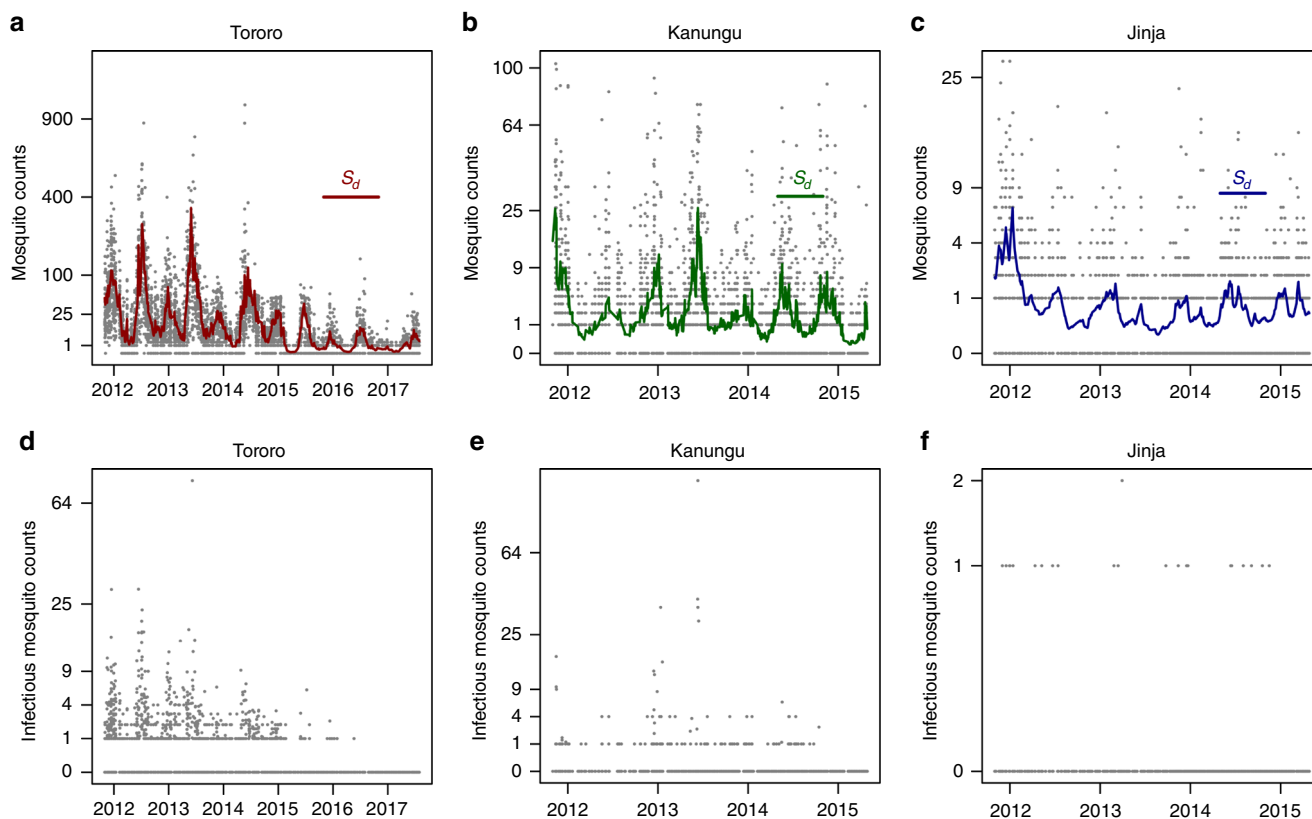 a
Tororo
Mosquito counts
900
400
100
25
1
S_d
2012 2013 2014 2015 2016 2017
b
Kanungu
Mosquito counts
100
64
25
9
1
0
S_d
2012 2013 2014 2015
c
Jinja
Mosquito counts
25
9
4
1
0
S_d
2012 2013 2014 2015
d
Tororo
Infectious mosquito counts
64
25
9
4
1
0
2012 2013 2014 2015 2016 2017
e
Kanungu
Infectious mosquito counts
64
25
9
4
1
0
2012 2013 2014 2015
f
Jinja
Infectious mosquito counts
2
1
0
2012 2013 2014 2015